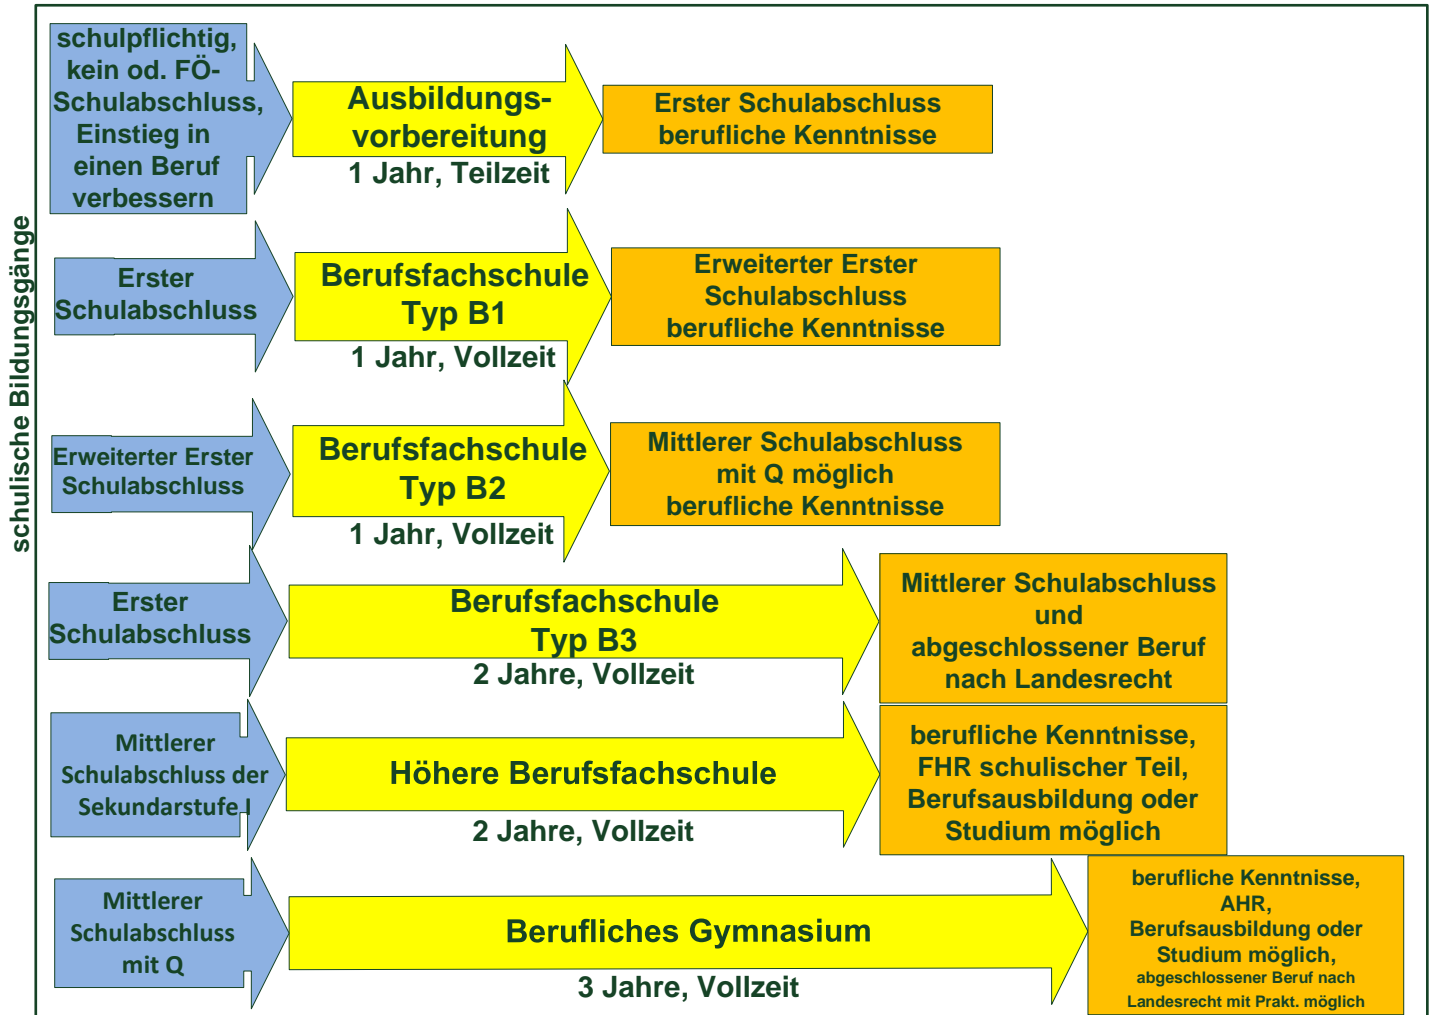 schulische Bildungsgänge
schulpflichtig,
kein od. FÖ-
Schulabschluss,
Einstieg in
einen Beruf
verbessern
Ausbildungs-
vorbereitung
1 Jahr, Teilzeit
Erster Schulabschluss
berufliche Kenntnisse
Erster
Schulabschluss
Berufsfachschule
Typ B1
1 Jahr, Vollzeit
Erweiterter Erster
Schulabschluss
berufliche Kenntnisse
Erweiterter Erster
Schulabschluss
Berufsfachschule
Typ B2
1 Jahr, Vollzeit
Mittlerer Schulabschluss
mit Q möglich
berufliche Kenntnisse
Erster
Schulabschluss
Berufsfachschule
Typ B3
2 Jahre, Vollzeit
Mittlerer Schulabschluss
und
abgeschlossener Beruf
nach Landesrecht
Mittlerer
Schulabschluss der
Sekundarstufe I
Höhere Berufsfachschule
2 Jahre, Vollzeit
berufliche Kenntnisse,
FHR schulischer Teil,
Berufsausbildung oder
Studium möglich
Mittlerer
Schulabschluss
mit Q
Berufliches Gymnasium
3 Jahre, Vollzeit
berufliche Kenntnisse,
AHR,
Berufsausbildung oder
Studium möglich,
abgeschlossener Beruf nach
Landesrecht mit Prakt. möglich